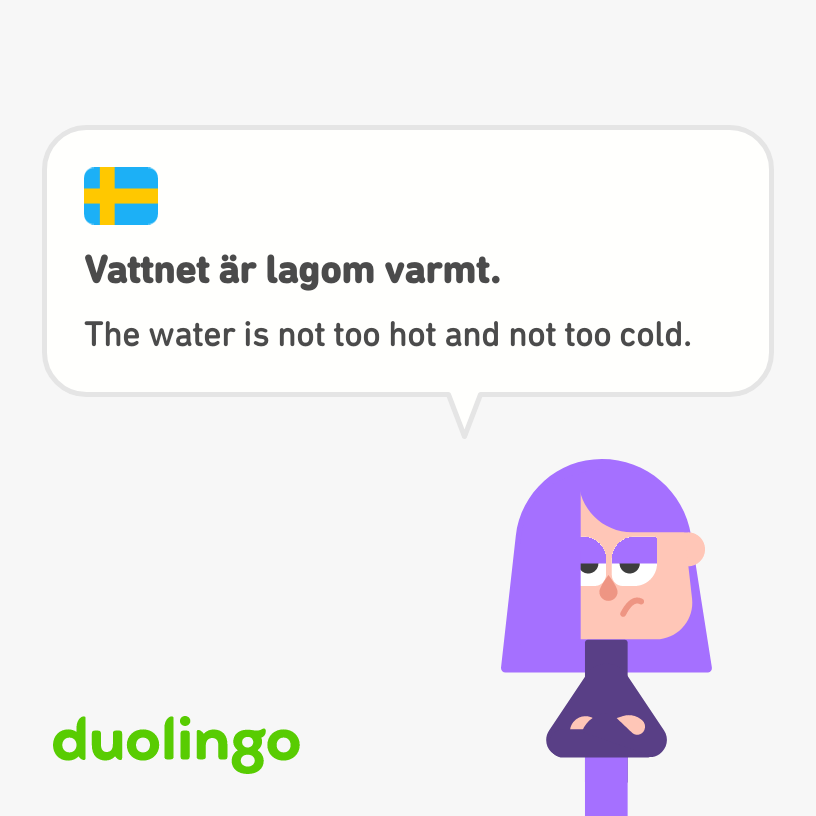 Vattnet är lagom varmt.
The water is not too hot and not too cold.
duolingo